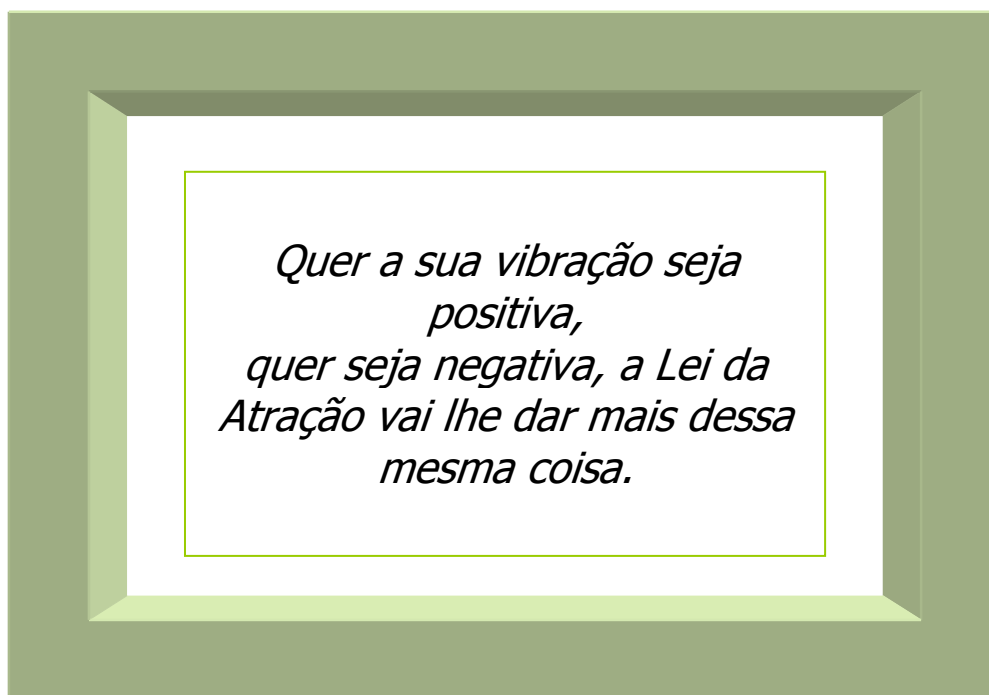 Quer a sua vibração seja
positiva,
quer seja negativa, a Lei da
Atração vai lhe dar mais dessa
mesma coisa.